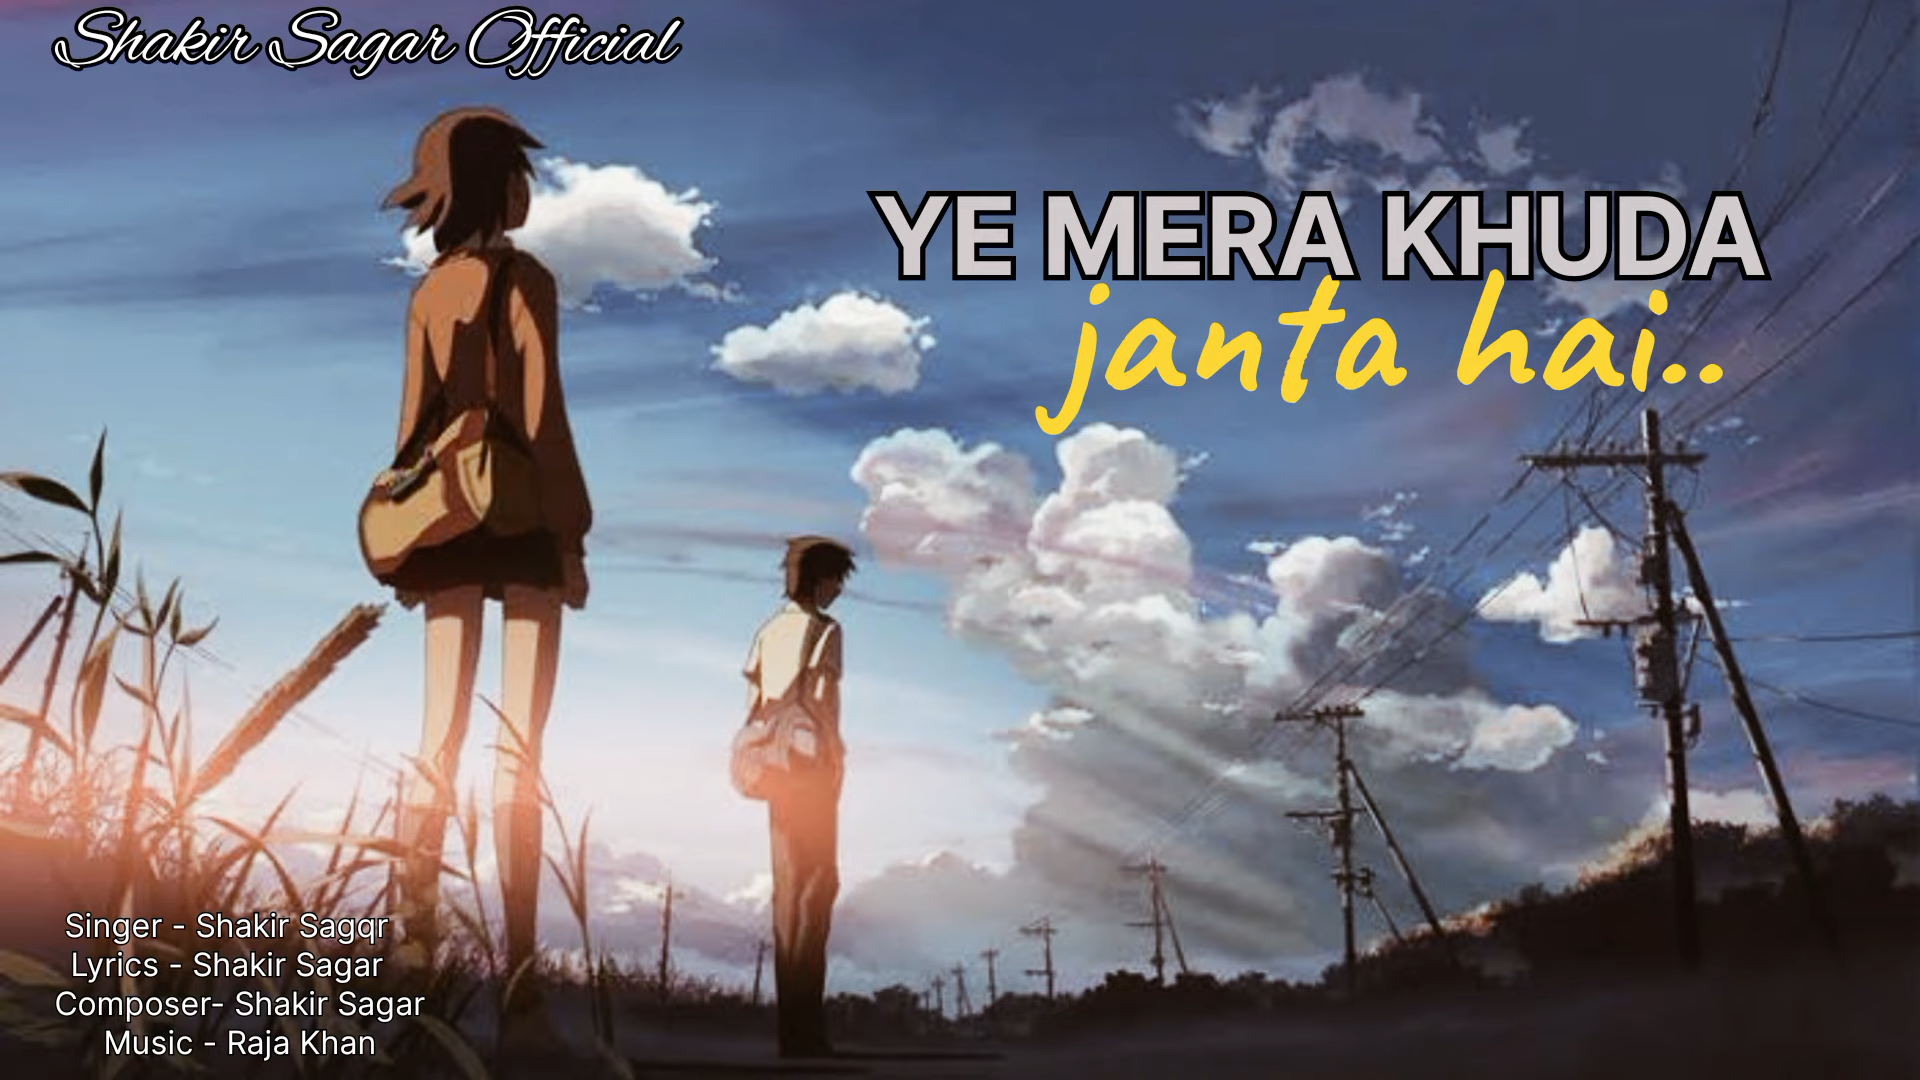 Shakir Sagar Official
YE MERA KHUDA
janta hai..
Singer - Shakir Sagqr
Lyrics - Shakir Sagar
Composer- Shakir Sagar
Music - Raja Khan